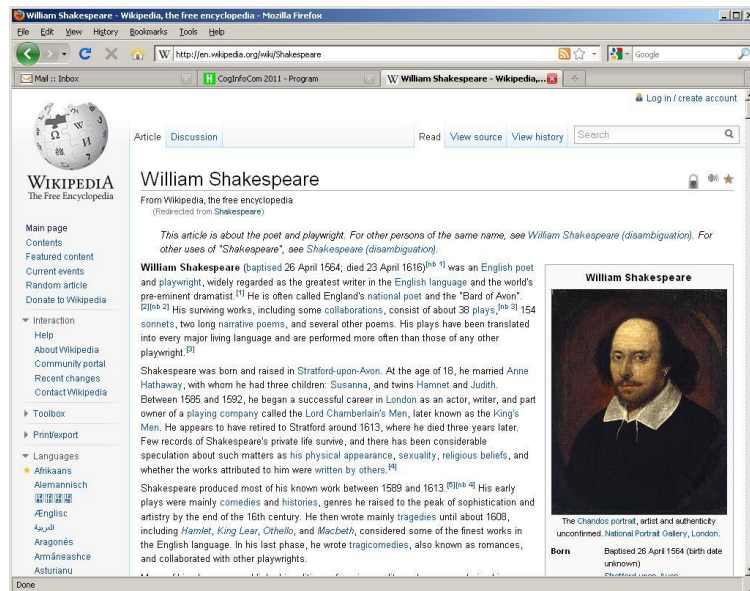 William Shakespeare - Wikipedia, the free encyclopedia - Mozilla Firefox
File Edit View History Bookmarks Tools Help
http://en.wikipedia.org/wiki/Shakespeare
Google
Mail :: Inbox
CogInfoCom 2011 - Program
William Shakespeare - Wikipedia,...
Log in / create account
Article Discussion
Read View source View history
Search
WIKIPEDIA
The Free Encyclopedia
Main page
Contents
Featured content
Current events
Random article
Donate to Wikipedia
Interaction
Help
About Wikipedia
Community portal
Recent changes
Contact Wikipedia
Toolbox
Print/export
Languages
Afrikaans
Alemannisch
Ænglisc
العربية
Aragonés
Armãneashce
Asturianu
William Shakespeare
From Wikipedia, the free encyclopedia
(Redirected from Shakespeare)
This article is about the poet and playwright. For other persons of the same name, see William Shakespeare (disambiguation). For
other uses of "Shakespeare", see Shakespeare (disambiguation).
William Shakespeare (baptised 26 April 1564; died 23 April 1616)[nb 1] was an English poet
and playwright, widely regarded as the greatest writer in the English language and the world's
pre-eminent dramatist.[1] He is often called England's national poet and the "Bard of Avon".
[2][nb 2] His surviving works, including some collaborations, consist of about 38 plays,[nb 3] 154
sonnets, two long narrative poems, and several other poems. His plays have been translated
into every major living language and are performed more often than those of any other
playwright.[3]
Shakespeare was born and raised in Stratford-upon-Avon. At the age of 18, he married Anne
Hathaway, with whom he had three children: Susanna, and twins Hamnet and Judith.
Between 1585 and 1592, he began a successful career in London as an actor, writer, and part
owner of a playing company called the Lord Chamberlain's Men, later known as the King's
Men. He appears to have retired to Stratford around 1613, where he died three years later.
Few records of Shakespeare's private life survive, and there has been considerable
speculation about such matters as his physical appearance, sexuality, religious beliefs, and
whether the works attributed to him were written by others.[4]
Shakespeare produced most of his known work between 1589 and 1613.[5][nb 4] His early
plays were mainly comedies and histories, genres he raised to the peak of sophistication and
artistry by the end of the 16th century. He then wrote mainly tragedies until about 1608,
including Hamlet, King Lear, Othello, and Macbeth, considered some of the finest works in
the English language. In his last phase, he wrote tragicomedies, also known as romances,
and collaborated with other playwrights.
William Shakespeare
The Chandos portrait, artist and authenticity
unconfirmed. National Portrait Gallery, London.
Born Baptised 26 April 1564 (birth date
unknown)
Done